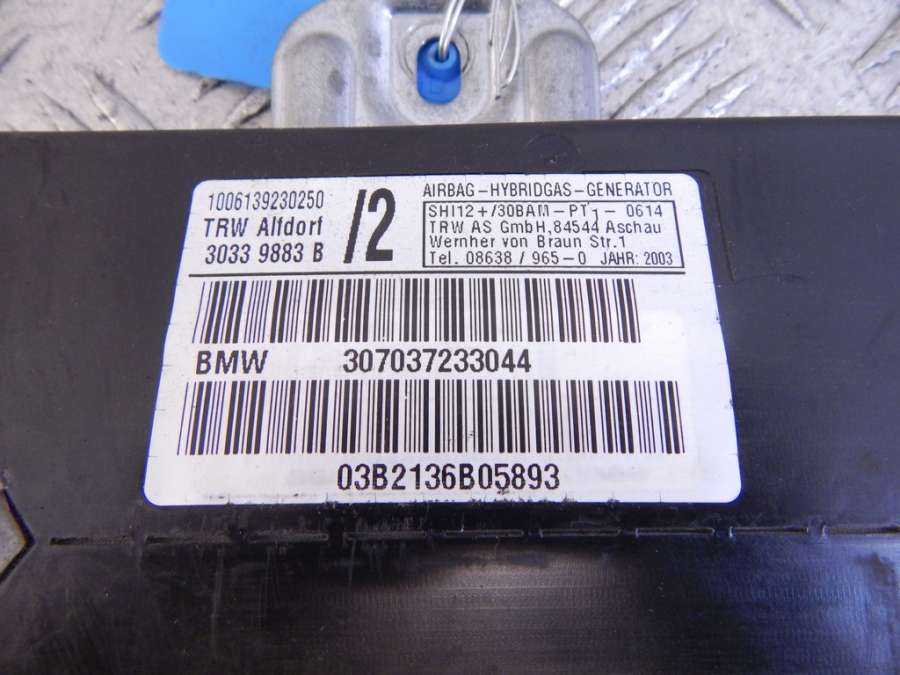 1006139230250
TRW Alfdorf
3033 9883 B
/2
AIRBAG-HYBRIDGAS-GENERATOR
SHI12+/30BAM-PT1-0614
TRW AS GmbH,84544 Aschau
Wernher von Braun Str.1
Tel. 08638 / 965-0 JAHR: 2003
BMW 307037233044
03B2136B05893